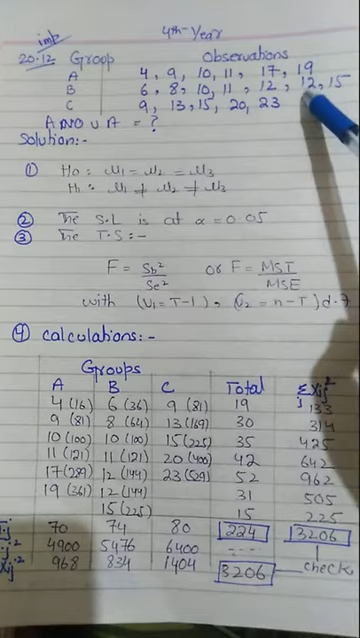 4th-Year
imp
20.12 Group Observations
A 4, 9, 10, 11, 17, 19
B 6, 8, 10, 11, 12, 12, 15
C 9, 13, 15, 20, 23
ANOVA = ?
Solution:-
① H₀: μ₁ = μ₂ = μ₃
H₁: μ₁ ≠ μ₂ ≠ μ₃
② The S.L is at α = 0.05
③ The T.S:-
F = Sb²/Se² or F = MST/MSE
with (V₁ = T-1), (V₂ = n-T) d.f
④ Calculations:-
Groups
A B C Total ΣXij²
j
4 (16) 6 (36) 9 (81) 19 133
9 (81) 8 (64) 13 (169) 30 314
10 (100) 10 (100) 15 (225) 35 425
11 (121) 11 (121) 20 (400) 42 642
17 (289) 12 (144) 23 (529) 52 962
19 (361) 12 (144) 31 505
15 (225) 15 225
T.j 70 74 80 224 3206
.j² 4900 5476 6400 ----
Xij² 968 834 1404 3206 check